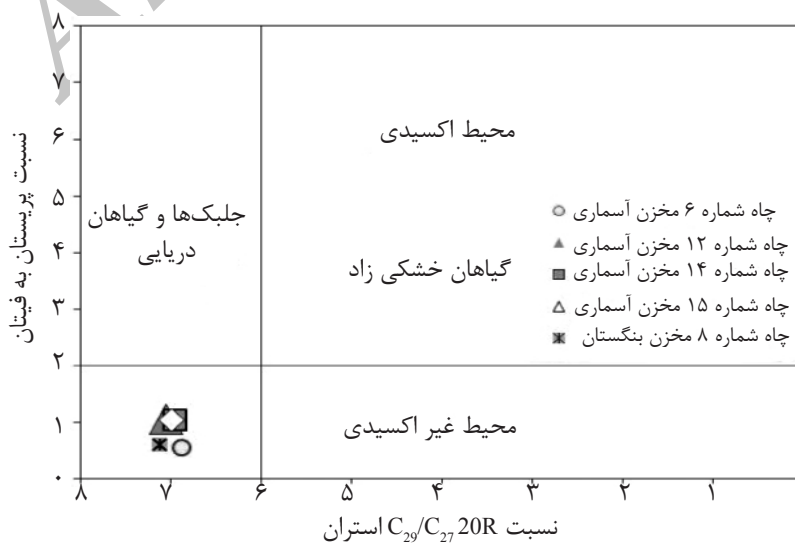 ۸
۷
۶
۵
۴
۳
۲
۱
۰
نسبت پریستان به فیتان
محیط اکسیدی
جلبک‌ها و گیاهان
دریایی
گیاهان خشکی زاد
چاه شماره ۶ مخزن آسماری
چاه شماره ۱۲ مخزن آسماری
چاه شماره ۱۴ مخزن آسماری
چاه شماره ۱۵ مخزن آسماری
چاه شماره ۸ مخزن بنگستان
محیط غیر اکسیدی
۸ ۷ ۶ ۵ ۴ ۳ ۲ ۱
نسبت C₂₉/C₂₇ 20R استران